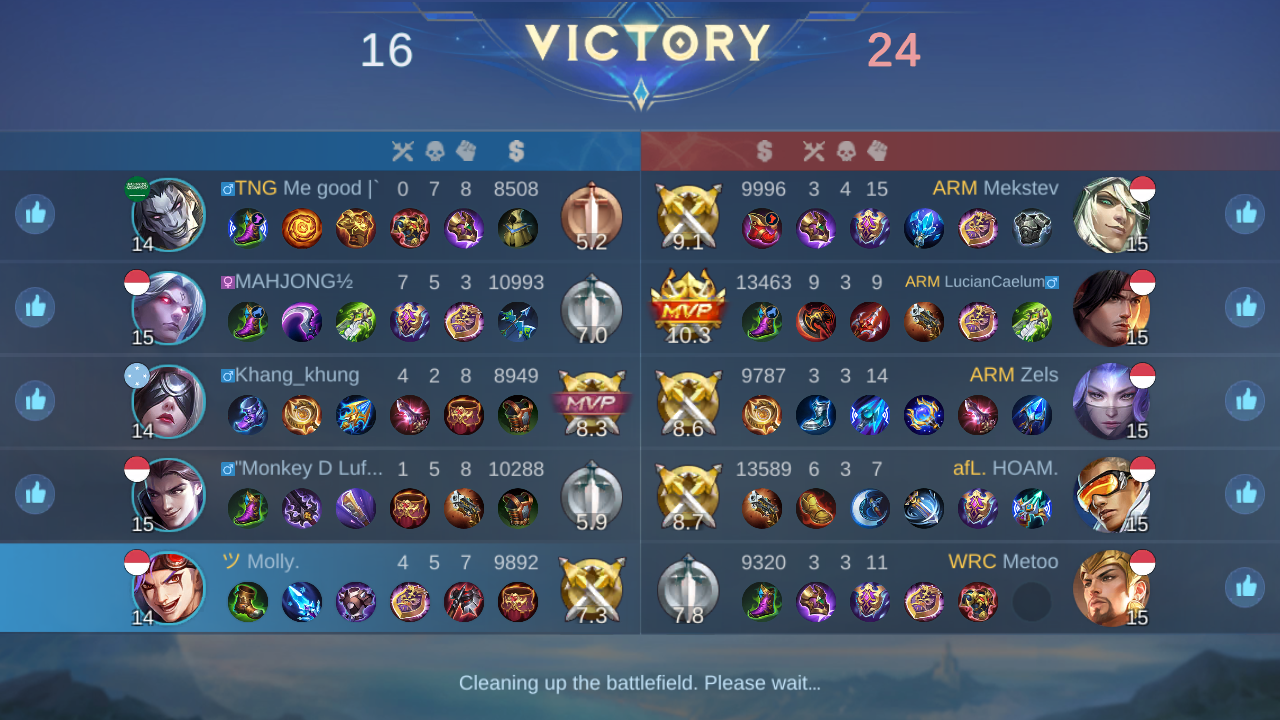 16 VICTORY 24
TNG Me good |` 0 7 8 8508
14 5.2
9996 3 4 15 ARM Mekstev
9.1 15
MAHJONG½ 7 5 3 10993
15 7.0
13463 9 3 9 ARM LucianCaelum
MVP 10.3 15
Khang_khung 4 2 8 8949
14 MVP 8.3
9787 3 3 14 ARM Zels
8.6 15
"Monkey D Luf... 1 5 8 10288
15 5.9
13589 6 3 7 afL. HOAM.
8.7 15
ツ Molly. 4 5 7 9892
14 7.3
9320 3 3 11 WRC Metoo
7.8 15
Cleaning up the battlefield. Please wait...